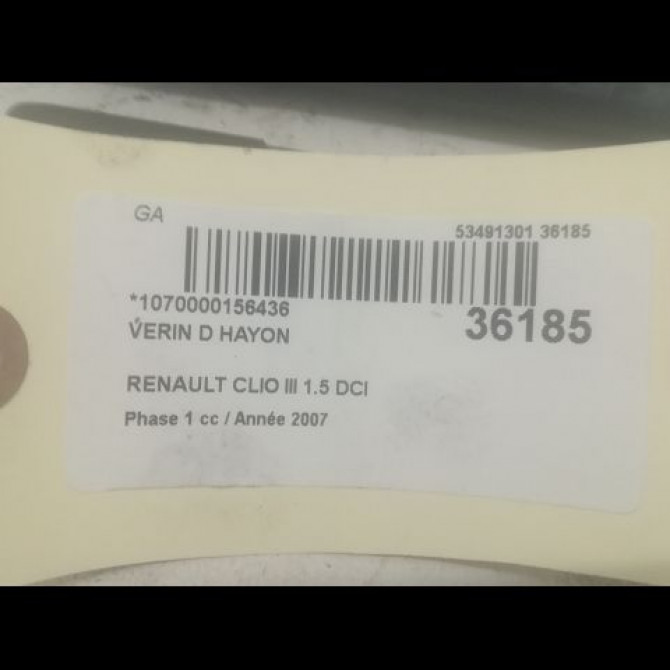 GA
53491301 36185
*1070000156436*
36185
VERIN D HAYON
RENAULT CLIO III 1.5 DCI
Phase 1 cc / Année 2007